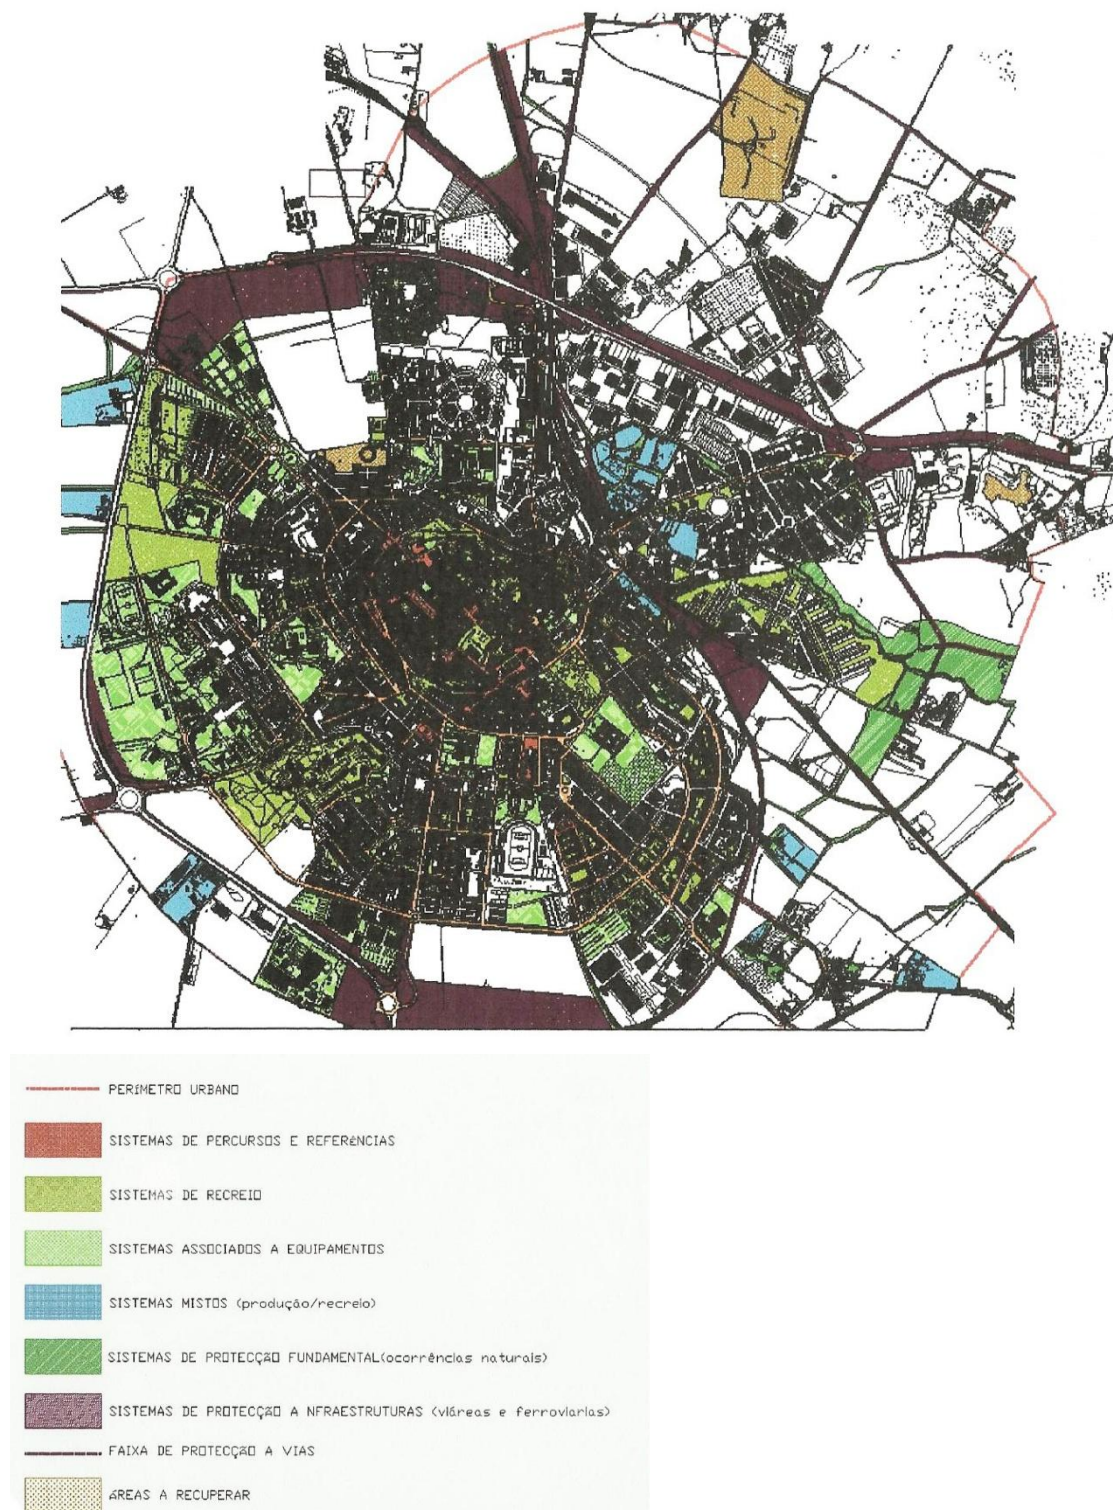 PERÍMETRO URBANO
SISTEMAS DE PERCURSOS E REFERÊNCIAS
SISTEMAS DE RECREIO
SISTEMAS ASSOCIADOS A EQUIPAMENTOS
SISTEMAS MISTOS (produção/recreio)
SISTEMAS DE PROTECÇÃO FUNDAMENTAL(ocorrências naturais)
SISTEMAS DE PROTECÇÃO A NFRAESTRUTURAS (viáreas e ferroviarias)
FAIXA DE PROTECÇÃO A VIAS
ÁREAS A RECUPERAR